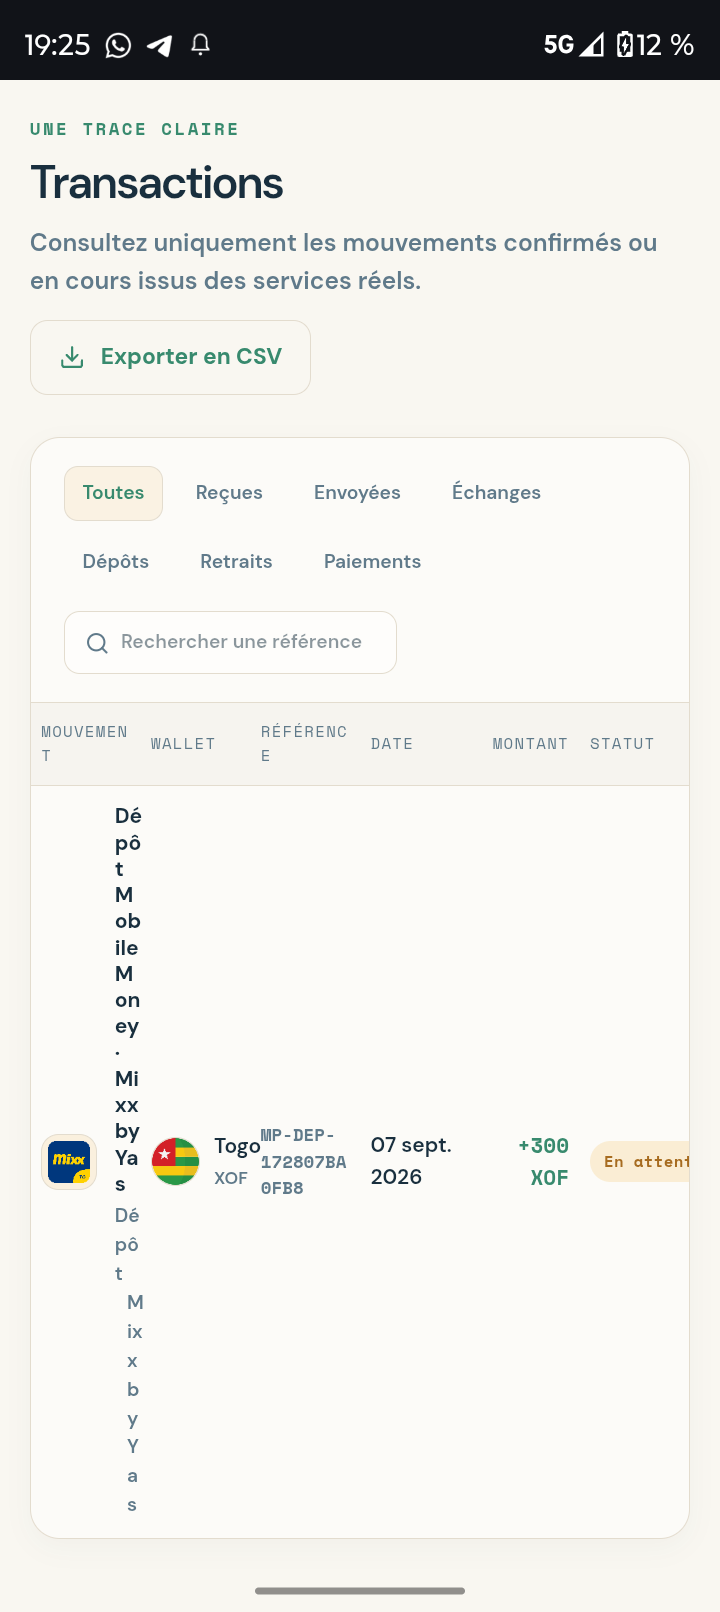 19:25 5G 12 %
UNE TRACE CLAIRE
Transactions
Consultez uniquement les mouvements confirmés ou
en cours issus des services réels.
Exporter en CSV
Toutes Reçues Envoyées Échanges
Dépôts Retraits Paiements
Rechercher une référence
MOUVEMEN
T
WALLET
RÉFÉRENC
E
DATE
MONTANT
STATUT
Dé
pô
t
M
ob
ile
M
on
ey
·
Mi
xx
by
Ya
s
Dé
pô
t
M
ix
x
b
y
Y
a
s
Mixx
TG
Togo
XOF
MP-DEP-
172807BA
0FB8
07 sept.
2026
+300
XOF
En attent